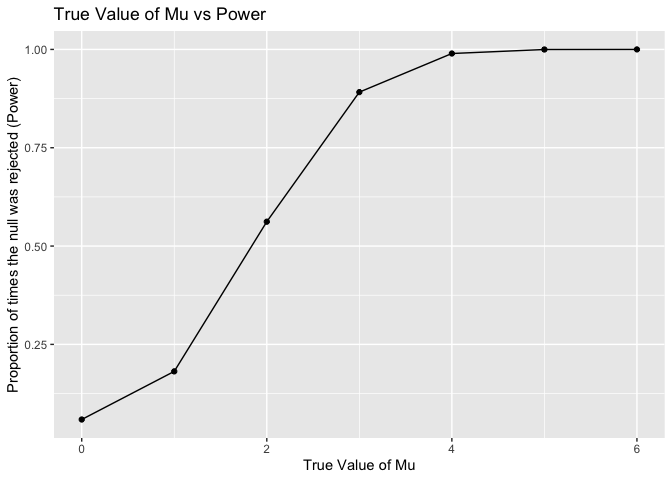 True Value of Mu vs Power
Proportion of times the null was rejected (Power)
1.00
0.75
0.50
0.25
0
2
4
6
True Value of Mu